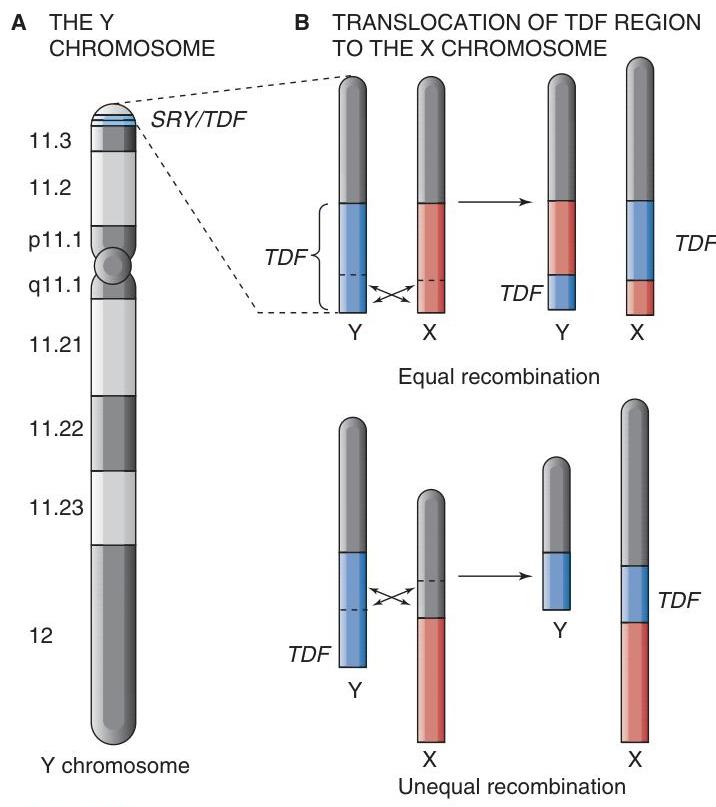 A THE Y
CHROMOSOME
SRY/TDF
11.3
11.2
p11.1
q11.1
11.21
11.22
11.23
12
Y chromosome
B TRANSLOCATION OF TDF REGION
TO THE X CHROMOSOME
TDF
Y
X
TDF
Y
TDF
X
Equal recombination
TDF
Y
X
Y
TDF
X
Unequal recombination